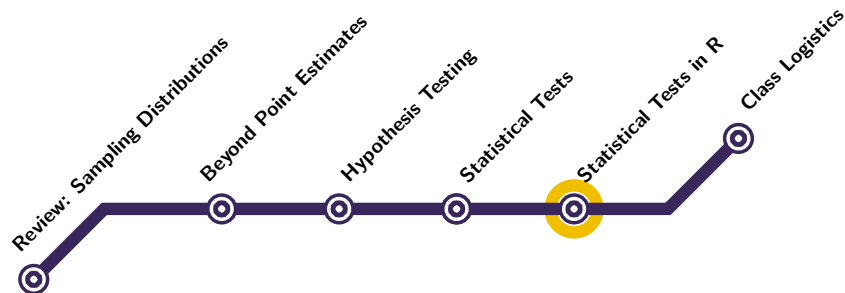 Review: Sampling Distributions
Beyond Point Estimates
Hypothesis Testing
Statistical Tests
Statistical Tests in R
Class Logistics